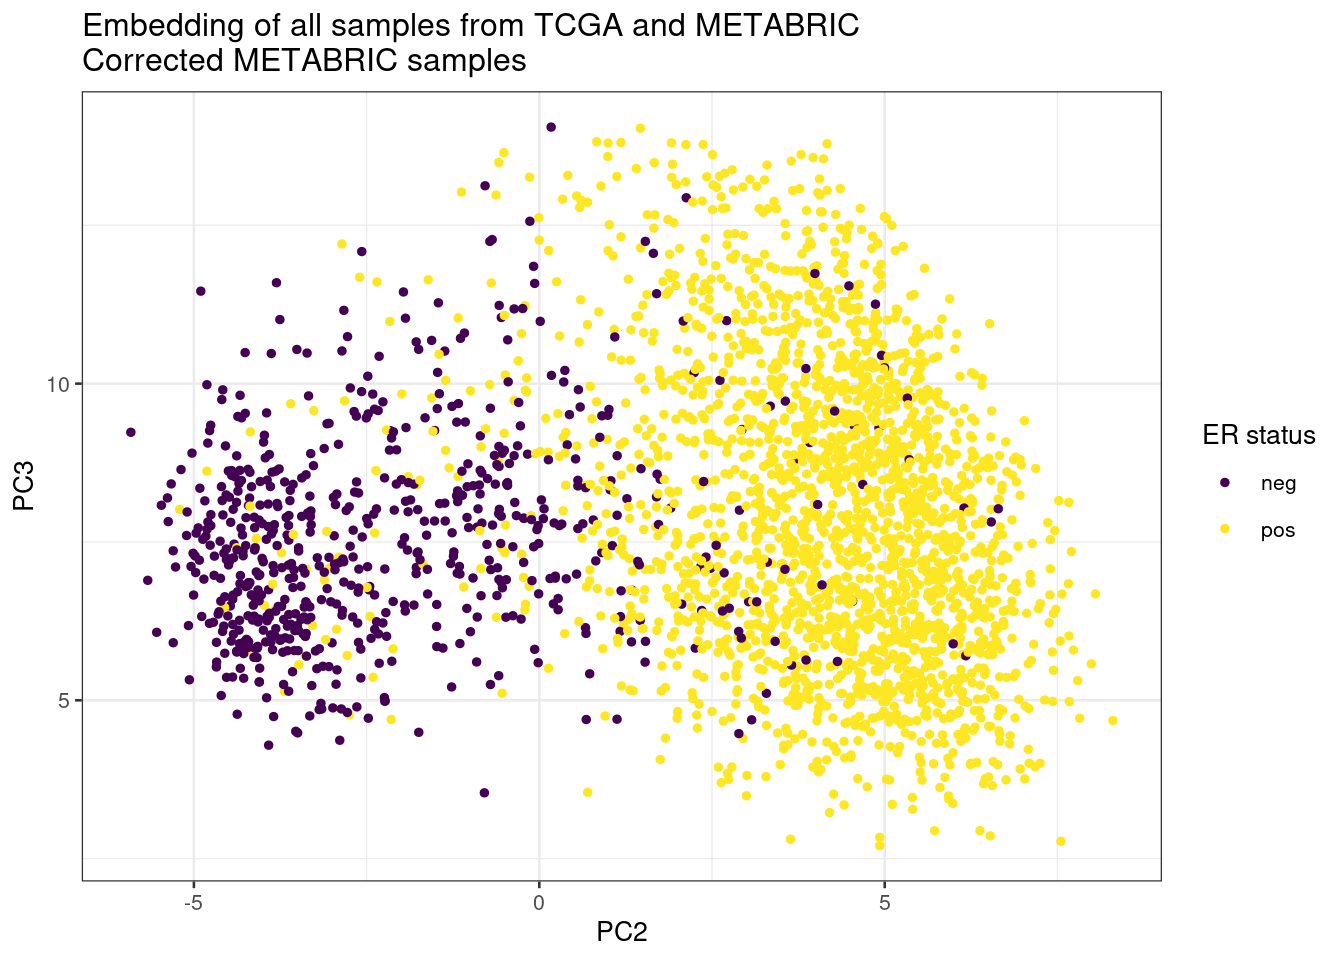 Embedding of all samples from TCGA and METABRIC
Corrected METABRIC samples
10
5
PC3
-5
0
5
PC2
ER status
neg
pos